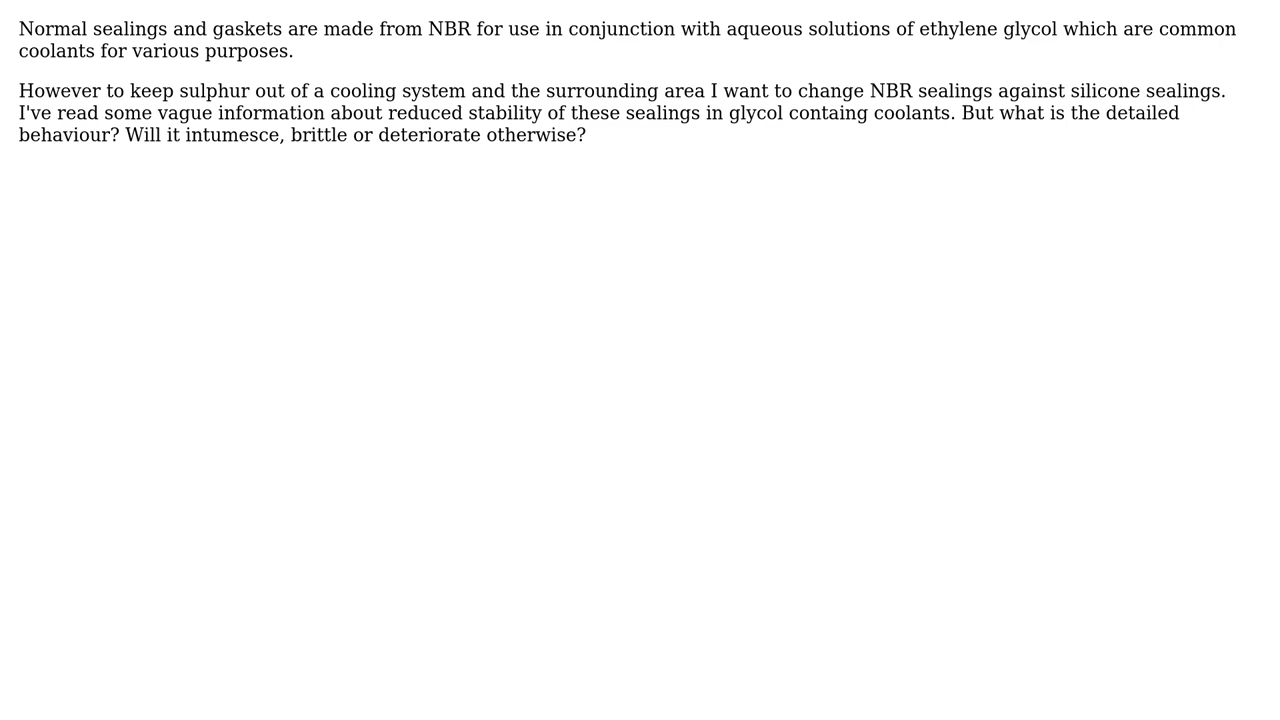 Normal sealings and gaskets are made from NBR for use in conjunction with aqueous solutions of ethylene glycol which are common
coolants for various purposes.
However to keep sulphur out of a cooling system and the surrounding area I want to change NBR sealings against silicone sealings.
I've read some vague information about reduced stability of these sealings in glycol containg coolants. But what is the detailed
behaviour? Will it intumesce, brittle or deteriorate otherwise?